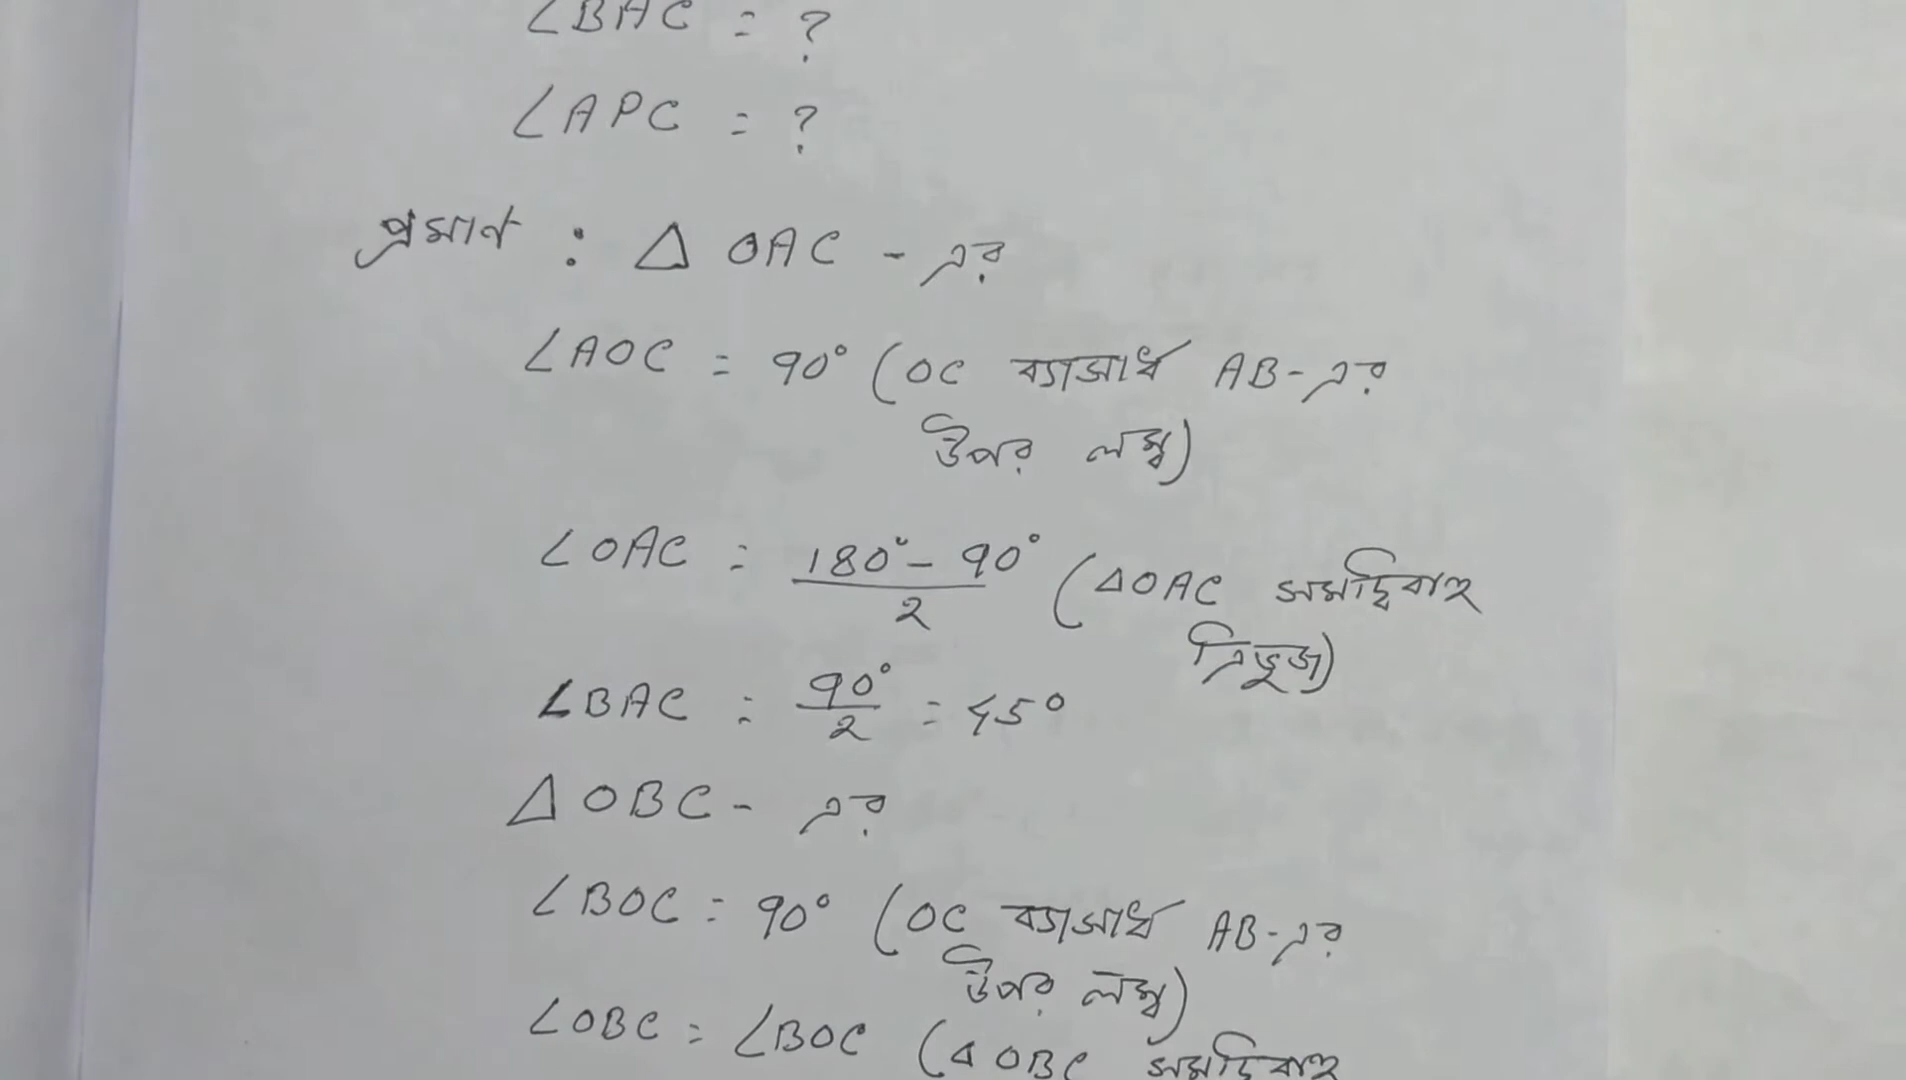 ∠BAC = ?
∠APC = ?
প্রমাণ : △ OAC - এর
∠AOC = 90° (OC ব্যাসার্ধ AB-এর
উপর লম্ব)
∠OAC = (180° - 90°)/2 (△OAC সমদ্বিবাহু
ত্রিভুজ)
∠BAC = 90°/2 = 45°
△OBC - এর
∠BOC = 90° (OC ব্যাসার্ধ AB-এর
উপর লম্ব)
∠OBC = ∠BOC (△OBC সমদ্বিবাহু